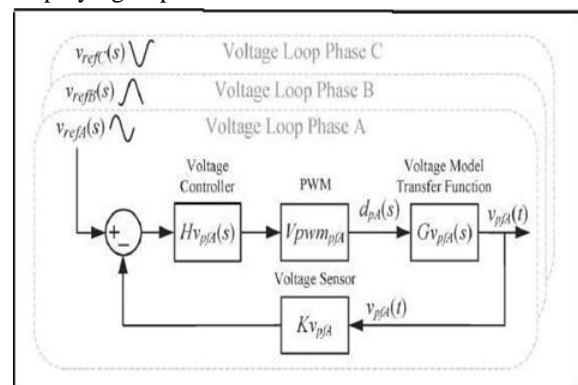 v_refC(s)
Voltage Loop Phase C
v_refB(s)
Voltage Loop Phase B
v_refA(s)
Voltage Loop Phase A
Voltage
Controller
PWM
Voltage Model
Transfer Function
+
−
Hv_pfA(s)
Vpwm_pfA
d_pA(s)
Gv_pfA(s)
v_pfA(t)
Voltage Sensor
Kv_pfA
v_pfA(t)